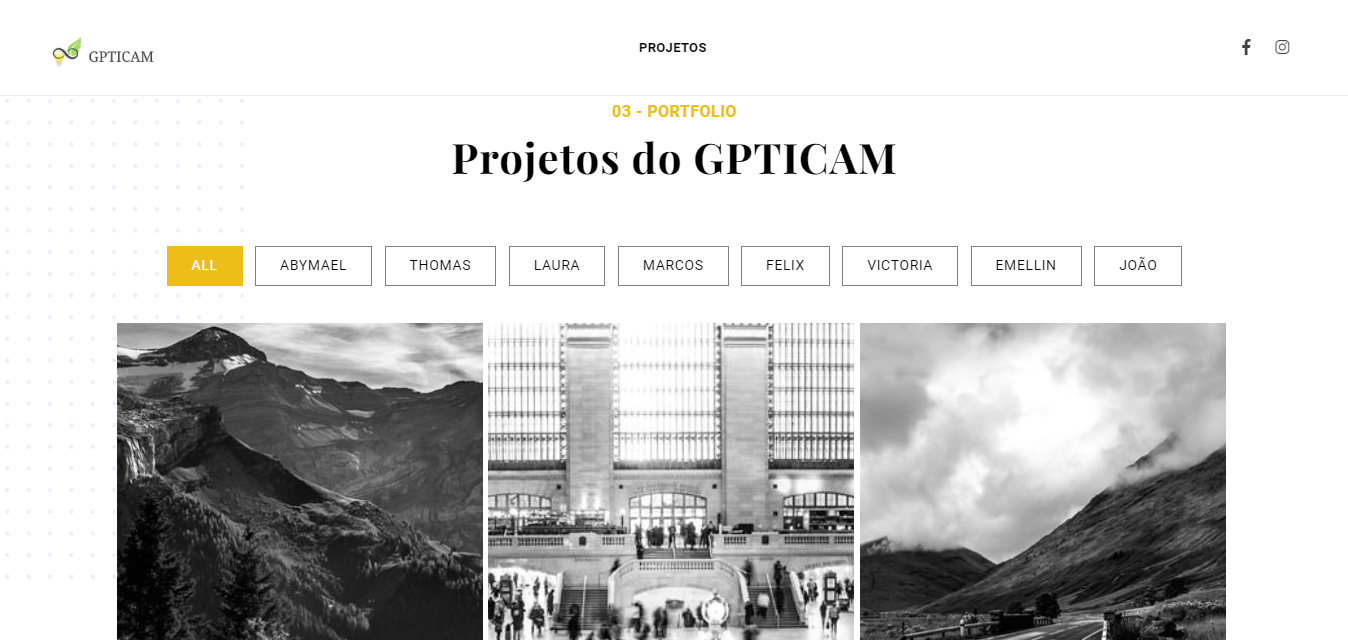 GPTICAM
PROJETOS
03 - PORTFOLIO
Projetos do GPTICAM
ALL
ABYMAEL
THOMAS
LAURA
MARCOS
FELIX
VICTORIA
EMELLIN
JOÃO